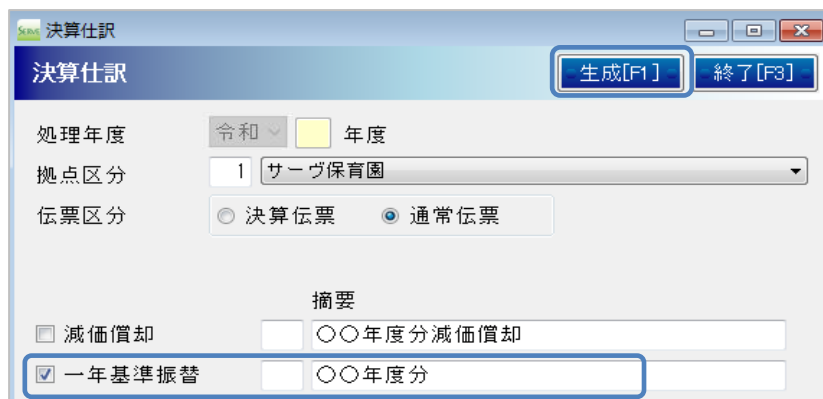 Serve 決算仕訳
決算仕訳 生成[F1] 終了[F3]
処理年度 令和 年度
拠点区分 1 サーヴ保育園
伝票区分 決算伝票 通常伝票
摘要
減価償却 〇〇年度分減価償却
一年基準振替 〇〇年度分